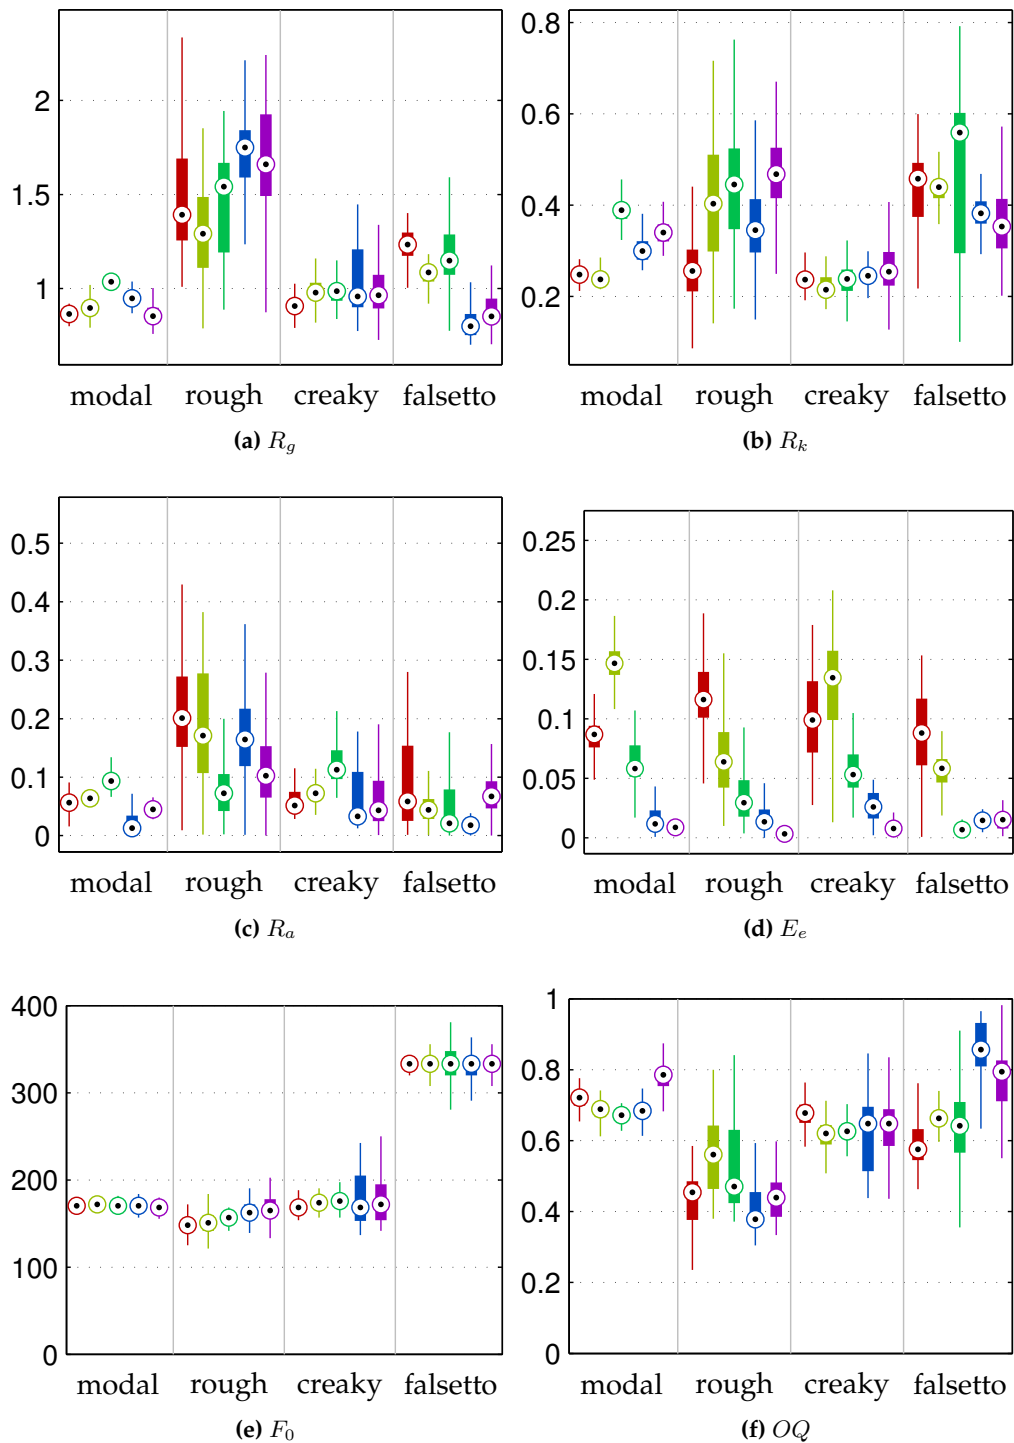 2
1.5
1
modal rough creaky falsetto
(a) R_g
0.8
0.6
0.4
0.2
modal rough creaky falsetto
(b) R_k
0.5
0.4
0.3
0.2
0.1
0
modal rough creaky falsetto
(c) R_a
0.25
0.2
0.15
0.1
0.05
0
modal rough creaky falsetto
(d) E_e
400
300
200
100
0
modal rough creaky falsetto
(e) F_0
1
0.8
0.6
0.4
0.2
0
modal rough creaky falsetto
(f) OQ